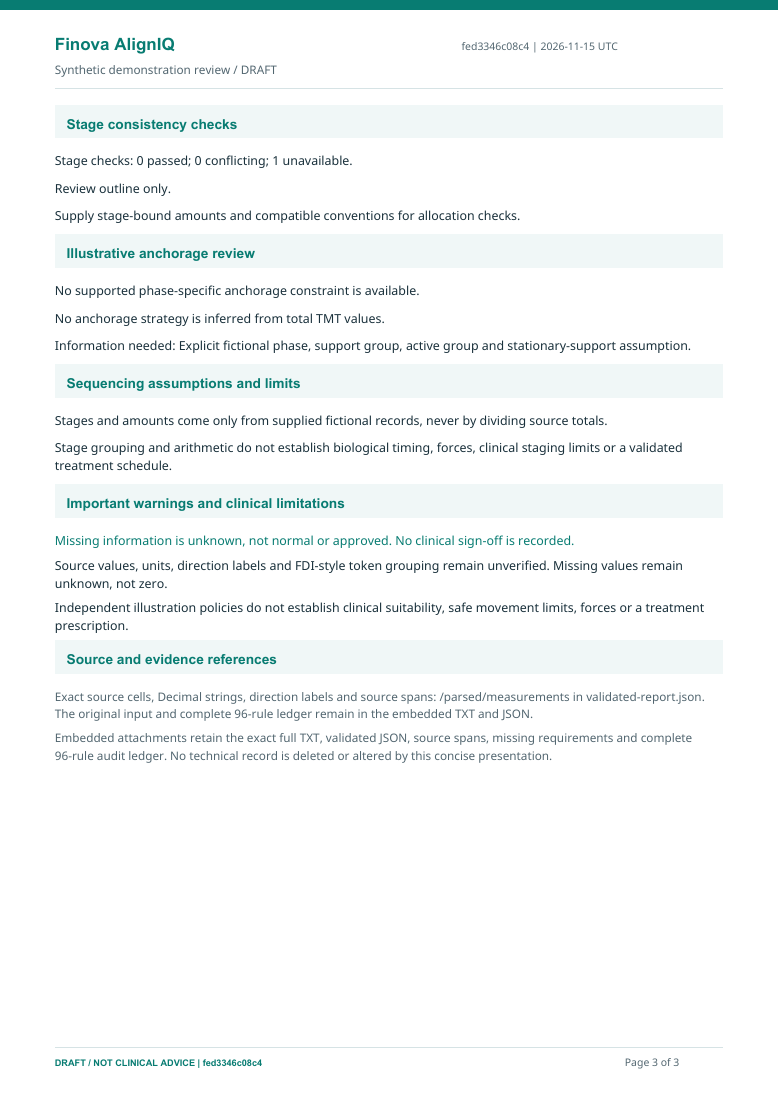 Finova AlignIQ
fed3346c08c4 | 2026-11-15 UTC
Synthetic demonstration review / DRAFT
Stage consistency checks
Stage checks: 0 passed; 0 conflicting; 1 unavailable.
Review outline only.
Supply stage-bound amounts and compatible conventions for allocation checks.
Illustrative anchorage review
No supported phase-specific anchorage constraint is available.
No anchorage strategy is inferred from total TMT values.
Information needed: Explicit fictional phase, support group, active group and stationary-support assumption.
Sequencing assumptions and limits
Stages and amounts come only from supplied fictional records, never by dividing source totals.
Stage grouping and arithmetic do not establish biological timing, forces, clinical staging limits or a validated
treatment schedule.
Important warnings and clinical limitations
Missing information is unknown, not normal or approved. No clinical sign-off is recorded.
Source values, units, direction labels and FDI-style token grouping remain unverified. Missing values remain
unknown, not zero.
Independent illustration policies do not establish clinical suitability, safe movement limits, forces or a treatment
prescription.
Source and evidence references
Exact source cells, Decimal strings, direction labels and source spans: /parsed/measurements in validated-report.json.
The original input and complete 96-rule ledger remain in the embedded TXT and JSON.
Embedded attachments retain the exact full TXT, validated JSON, source spans, missing requirements and complete
96-rule audit ledger. No technical record is deleted or altered by this concise presentation.
DRAFT / NOT CLINICAL ADVICE | fed3346c08c4
Page 3 of 3